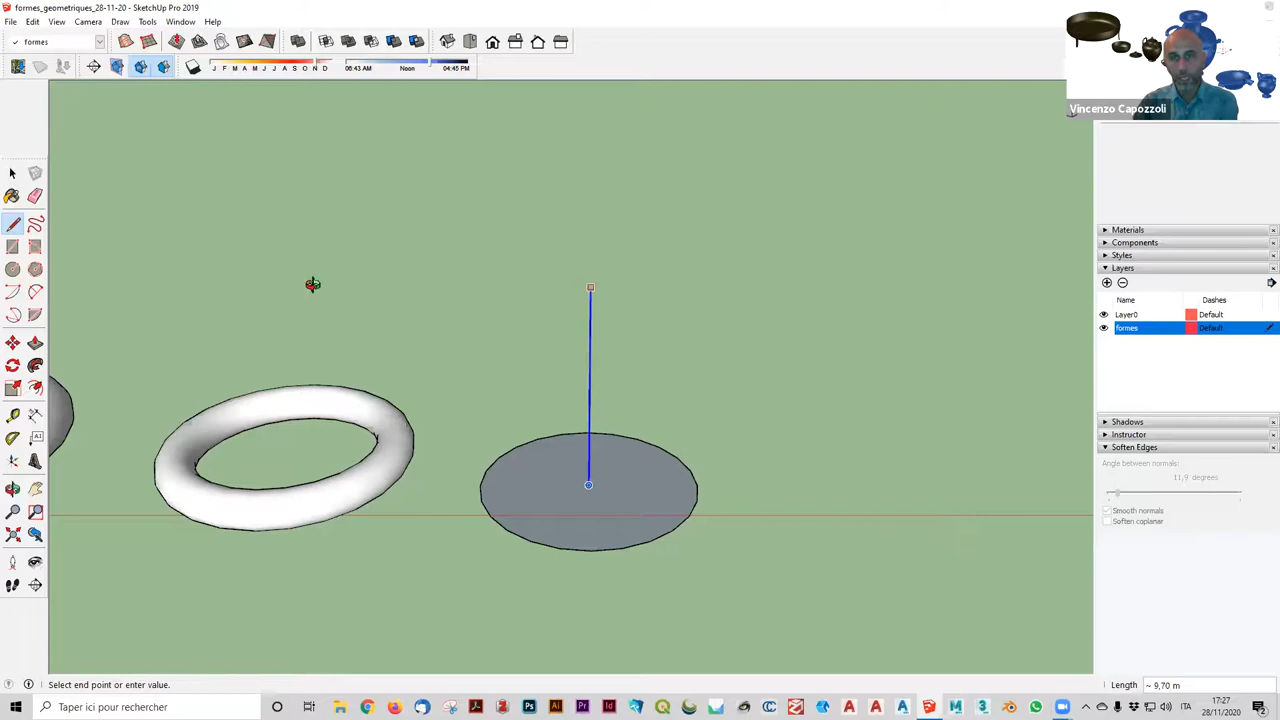 formes_geometriques_28-11-20 - SketchUp Pro 2019
File Edit View Camera Draw Tools Window Help
formes
J F M A M J J A S O N D 06:43 AM Noon 04:45 PM
Vincenzo Capozzoli
Materials
Components
Styles
Layers
Name Dashes
Layer0 Default
formes Default
Shadows
Instructor
Soften Edges
Angle between normals:
11,9 degrees
Smooth normals
Soften coplanar
Select end point or enter value.
Length ~ 9,70 m
Taper ici pour rechercher
ITA
17:27
28/11/2020